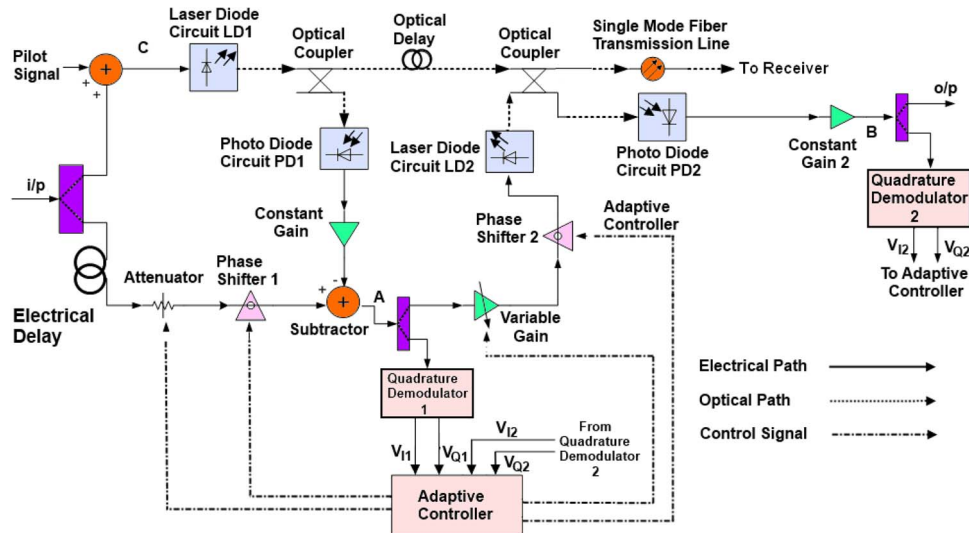 Laser Diode
Circuit LD1
Optical
Coupler
Optical
Delay
Optical
Coupler
Single Mode Fiber
Transmission Line
Pilot
Signal
C
+
+
To Receiver
o/p
B
Constant
Gain 2
Photo Diode
Circuit PD1
Laser Diode
Circuit LD2
Photo Diode
Circuit PD2
i/p
Quadrature
Demodulator
2
Constant
Gain
Phase
Shifter 2
Adaptive
Controller
VI2
VQ2
To Adaptive
Controller
Electrical
Delay
Attenuator
Phase
Shifter 1
-
+
+
A
Subtractor
Variable
Gain
Quadrature
Demodulator
1
Electrical Path
Optical Path
Control Signal
VI1
VQ1
VI2
VQ2
From
Quadrature
Demodulator
2
Adaptive
Controller